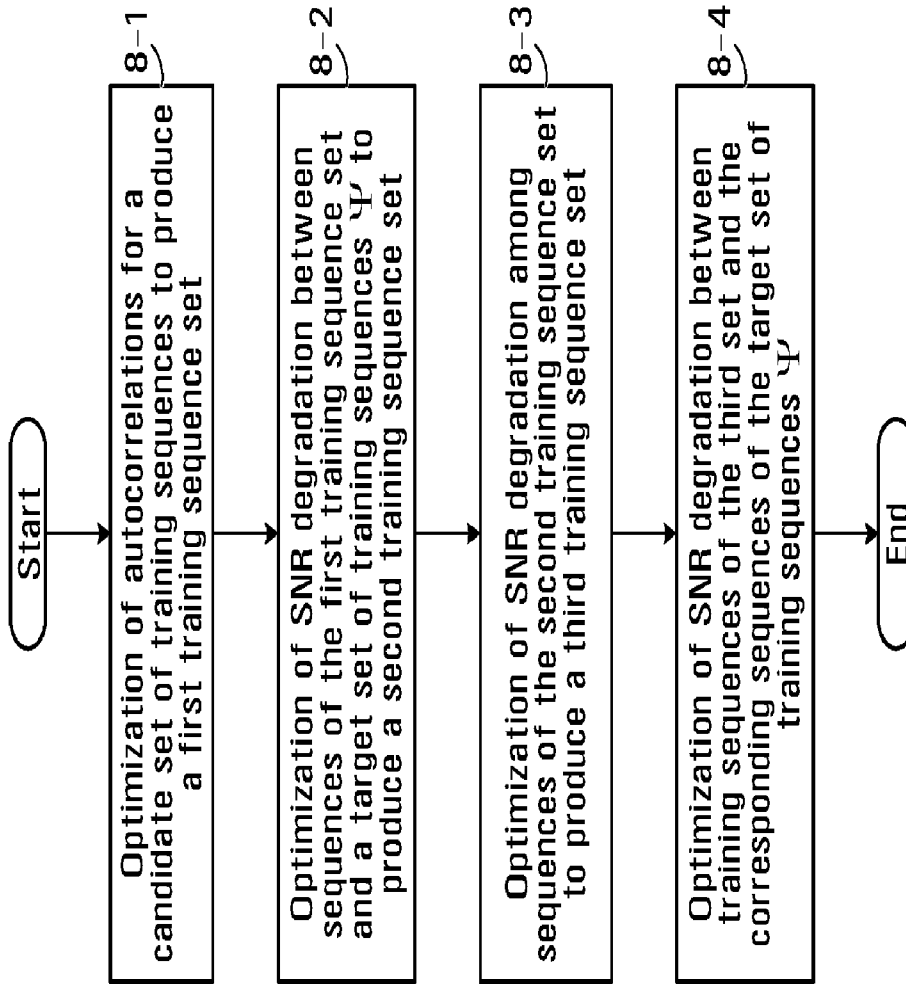 Start
8-1
Optimization of autocorrelations for a
candidate set of training sequences to produce
a first training sequence set
8-2
Optimization of SNR degradation between
sequences of the first training sequence set
and a target set of training sequences Ψ to
produce a second training sequence set
8-3
Optimization of SNR degradation among
sequences of the second training sequence set
to produce a third training sequence set
8-4
Optimization of SNR degradation between
training sequences of the third set and the
corresponding sequences of the target set of
training sequences Ψ
End